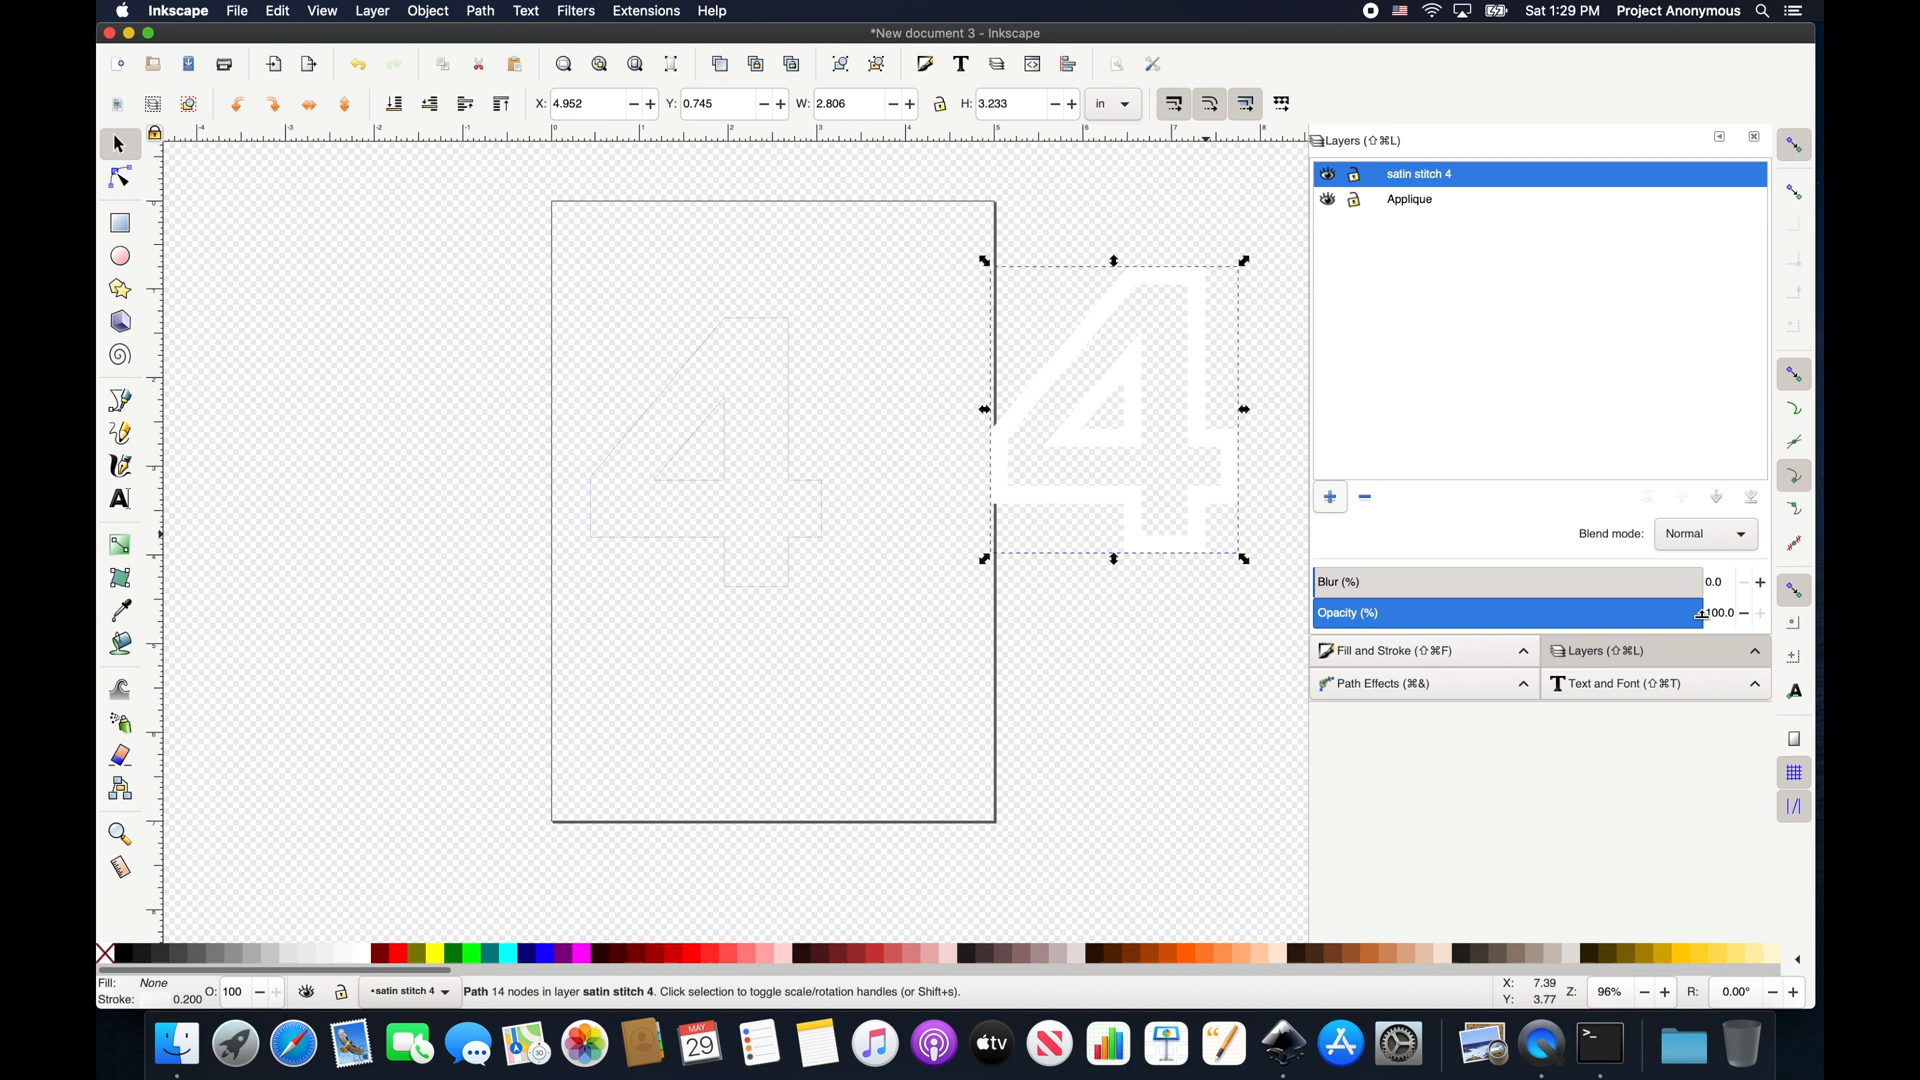 Inkscape File Edit View Layer Object Path Text Filters Extensions Help Sat 1:29 PM Project Anonymous
*New document 3 - Inkscape
X: 4.952 Y: 0.745 W: 2.806 H: 3.233 in
Layers (⇧⌘L)
satin stitch 4
Applique
4
Blend mode: Normal
Blur (%) 0.0
Opacity (%) 100.0
Fill and Stroke (⇧⌘F) Layers (⇧⌘L)
Path Effects (⌘&) Text and Font (⇧⌘T)
Fill: None
Stroke: 0.200 O: 100 •satin stitch 4 Path 14 nodes in layer satin stitch 4. Click selection to toggle scale/rotation handles (or Shift+s). X: 7.39 Y: 3.77 Z: 96% R: 0.00°
MAY 29 tv